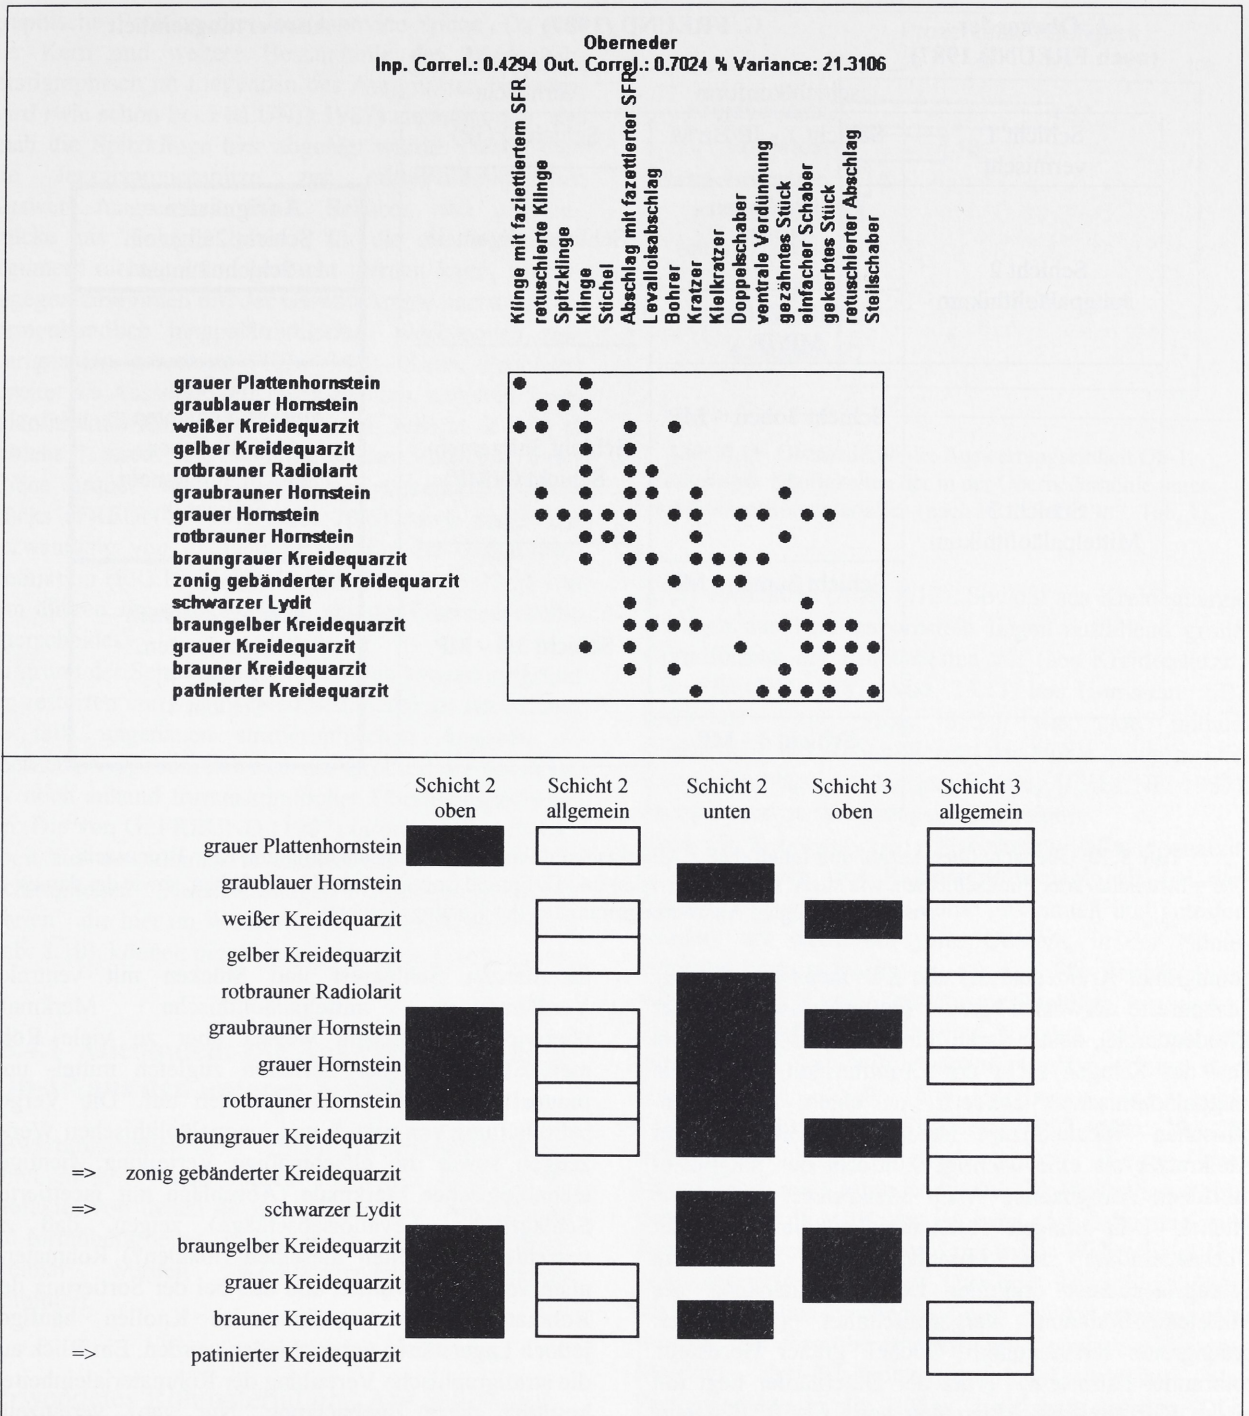 Oberneder
Inp. Correl.: 0.4294 Out. Correl.: 0.7024 % Variance: 21.3106
Klinge mit faziettiertem SFR
retuschierte Klinge
Spitzklinge
Klinge
Stichel
Abschlag mit fazettierter SFR
Levalloisabschlag
Bohrer
Kratzer
Kielkratzer
Doppelschaber
ventrale Verdünnung
gezähntes Stück
einfacher Schaber
gekerbtes Stück
retuschierter Abschlag
Steilschaber
grauer Plattenhornstein
graublauer Hornstein
weißer Kreidequarzit
gelber Kreidequarzit
rotbrauner Radiolarit
graubrauner Hornstein
grauer Hornstein
rotbrauner Hornstein
braungrauer Kreidequarzit
zonig gebänderter Kreidequarzit
schwarzer Lydit
braungelber Kreidequarzit
grauer Kreidequarzit
brauner Kreidequarzit
patinierter Kreidequarzit
Schicht 2 Schicht 2 Schicht 2 Schicht 3 Schicht 3
oben allgemein unten oben allgemein
grauer Plattenhornstein
graublauer Hornstein
weißer Kreidequarzit
gelber Kreidequarzit
rotbrauner Radiolarit
graubrauner Hornstein
grauer Hornstein
rotbrauner Hornstein
braungrauer Kreidequarzit
=> zonig gebänderter Kreidequarzit
=> schwarzer Lydit
braungelber Kreidequarzit
grauer Kreidequarzit
brauner Kreidequarzit
=> patinierter Kreidequarzit